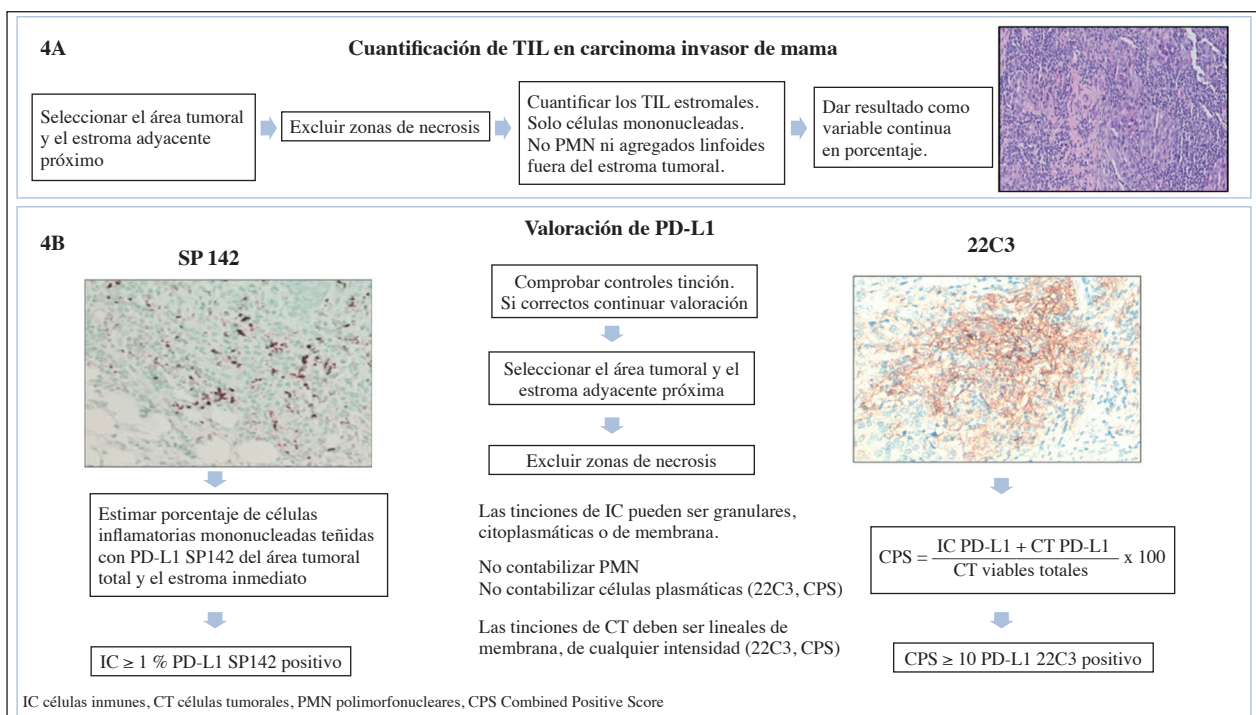 4A
Cuantificación de TIL en carcinoma invasor de mama
Seleccionar el área tumoral
y el estroma adyacente
próximo
Excluir zonas de necrosis
Cuantificar los TIL estromales.
Solo células mononucleadas.
No PMN ni agregados linfoides
fuera del estroma tumoral.
Dar resultado como
variable continua
en porcentaje.
4B
Valoración de PD-L1
SP 142
Estimar porcentaje de células
inflamatorias mononucleadas teñidas
con PD-L1 SP142 del área tumoral
total y el estroma inmediato
IC ≥ 1 % PD-L1 SP142 positivo
Comprobar controles tinción.
Si correctos continuar valoración
Seleccionar el área tumoral y el
estroma adyacente próxima
Excluir zonas de necrosis
Las tinciones de IC pueden ser granulares,
citoplasmáticas o de membrana.
No contabilizar PMN
No contabilizar células plasmáticas (22C3, CPS)
Las tinciones de CT deben ser lineales de
membrana, de cualquier intensidad (22C3, CPS)
22C3
IC PD-L1 + CT PD-L1
CPS = x 100
CT viables totales
CPS ≥ 10 PD-L1 22C3 positivo
IC células inmunes, CT células tumorales, PMN polimorfonucleares, CPS Combined Positive Score